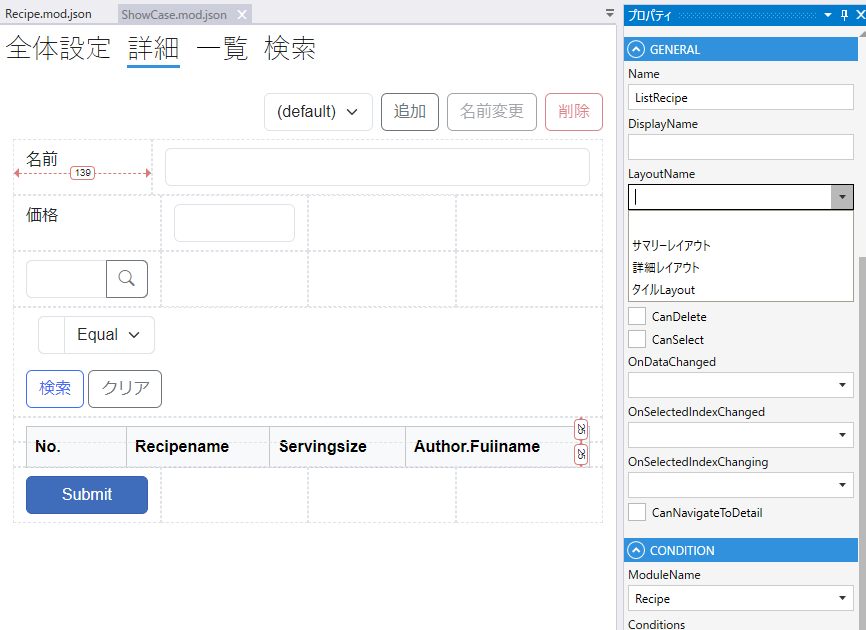 Recipe.mod.json ShowCase.mod.json
全体設定 詳細 一覧 検索
(default) 追加 名前変更 削除
名前
139
価格
Equal
検索 クリア
25
No. Recipename Servingsize Author.Fullname
25
Submit
プロパティ
GENERAL
Name
ListRecipe
DisplayName
LayoutName
サマリーレイアウト
詳細レイアウト
タイルLayout
CanDelete
CanSelect
OnDataChanged
OnSelectedIndexChanged
OnSelectedIndexChanging
CanNavigateToDetail
CONDITION
ModuleName
Recipe
Conditions